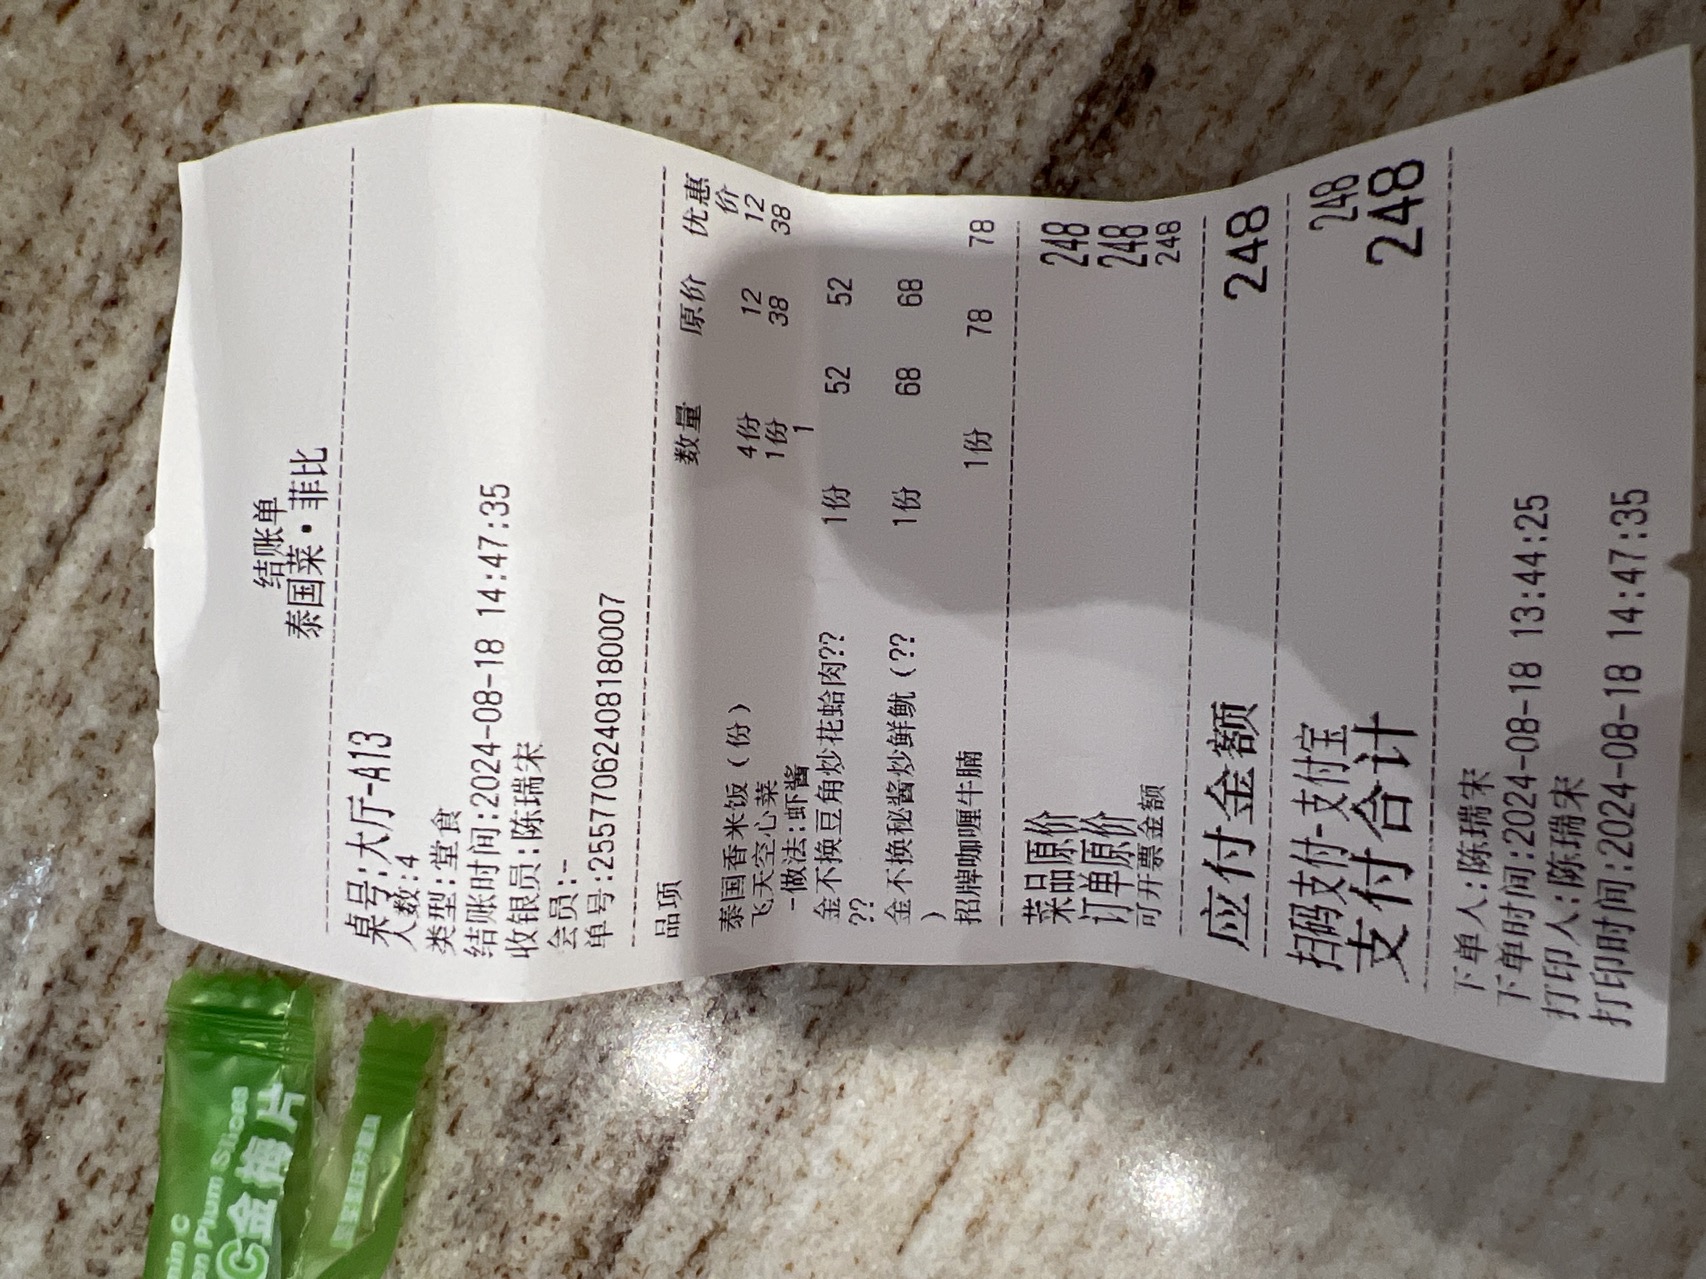 结账单
泰国菜·菲比
桌号:大厅-A13
人数:4
类型:堂食
结账时间:2024-08-18 14:47:35
收银员:陈瑞宋
会员:-
单号:255770624081 80007
品项 数量 原价 优惠价
泰国香米饭(份) 4份 12 12
飞天空心菜 1份 38 38
-做法:虾酱 1
金不换豆角炒花蛤肉?? 1份 52 52
??
金不换秘酱炒鲜鱿(?? 1份 68 68
)
招牌咖喱牛腩 1份 78 78
菜品原价 248
订单原价 248
可开票金额 248
应付金额 248
扫码支付-支付宝 248
支付合计 248
下单人:陈瑞宋
下单时间:2024-08-18 13:44:25
打印人:陈瑞宋
打印时间:2024-08-18 14:47:35
min C
en Plum Slices
C金梅片